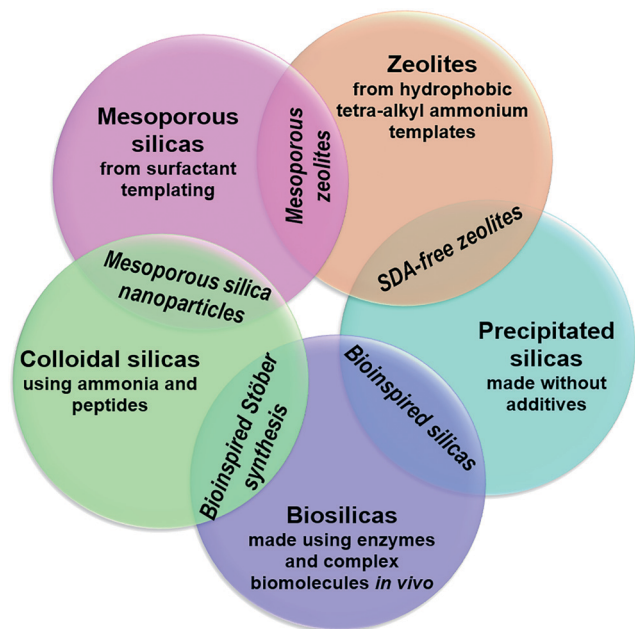 Zeolites
from hydrophobic
tetra-alkyl ammonium
templates
Mesoporous
silicas
from surfactant
templating
Mesoporous
zeolites
SDA-free zeolites
Mesoporous silica
nanoparticles
Precipitated
silicas
made without
additives
Colloidal silicas
using ammonia and
peptides
Bioinspired Stöber
synthesis
Bioinspired silicas
Biosilicas
made using enzymes
and complex
biomolecules in vivo